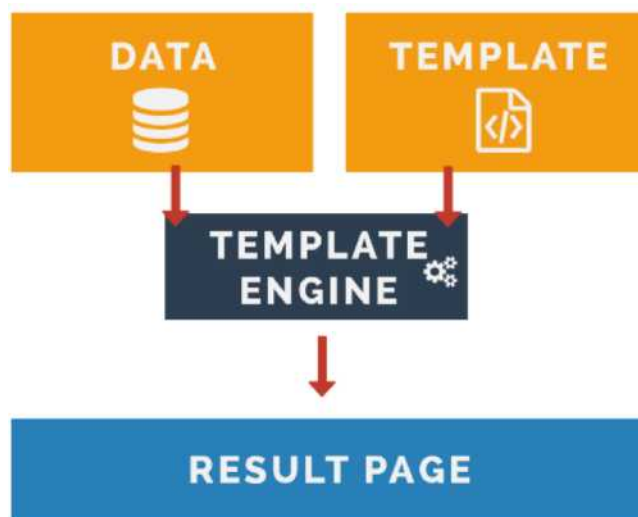 DATA
TEMPLATE
</>
TEMPLATE
ENGINE
RESULT PAGE